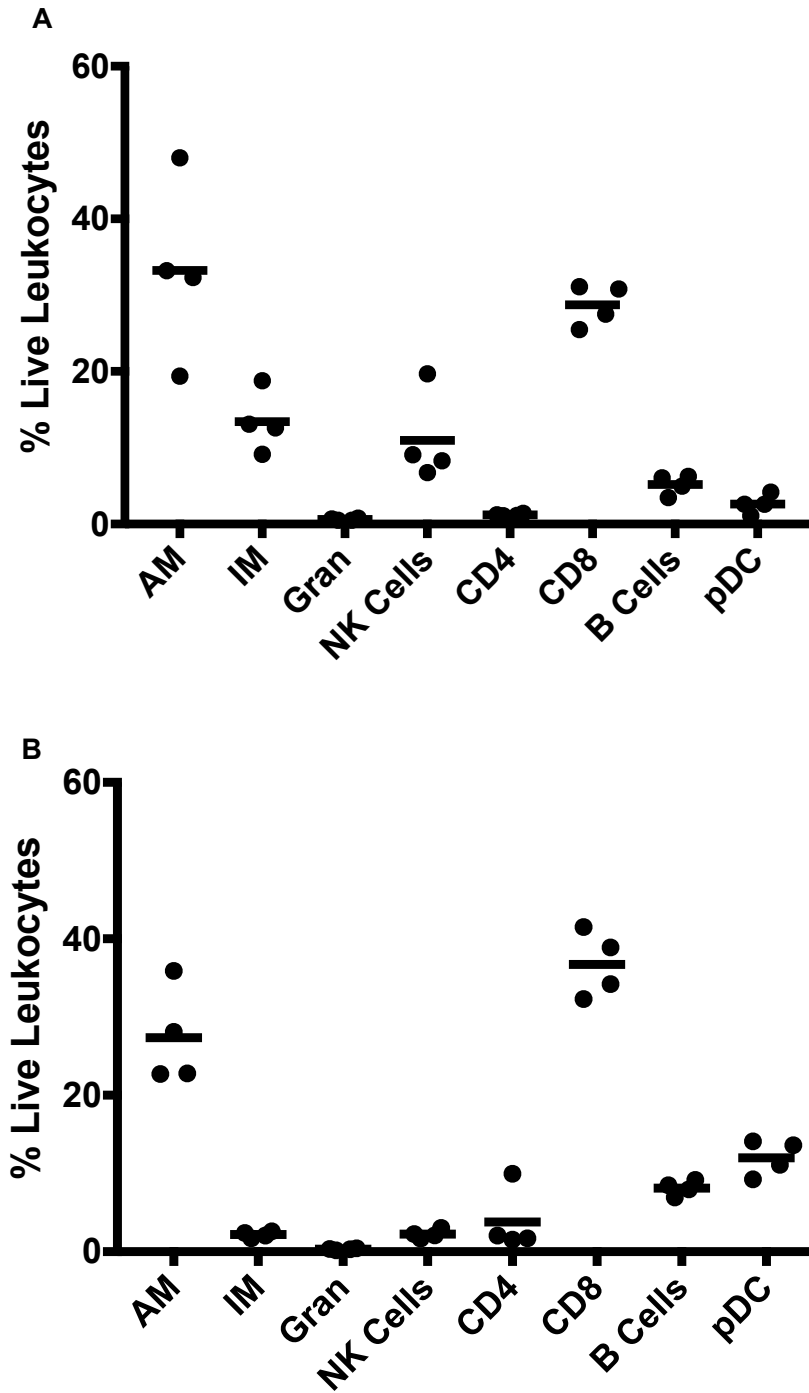 A
% Live Leukocytes
60
40
20
0
AM
IM
Gran
NK Cells
CD4
CD8
B Cells
pDC
B
% Live Leukocytes
60
40
20
0
AM
IM
Gran
NK Cells
CD4
CD8
B Cells
pDC